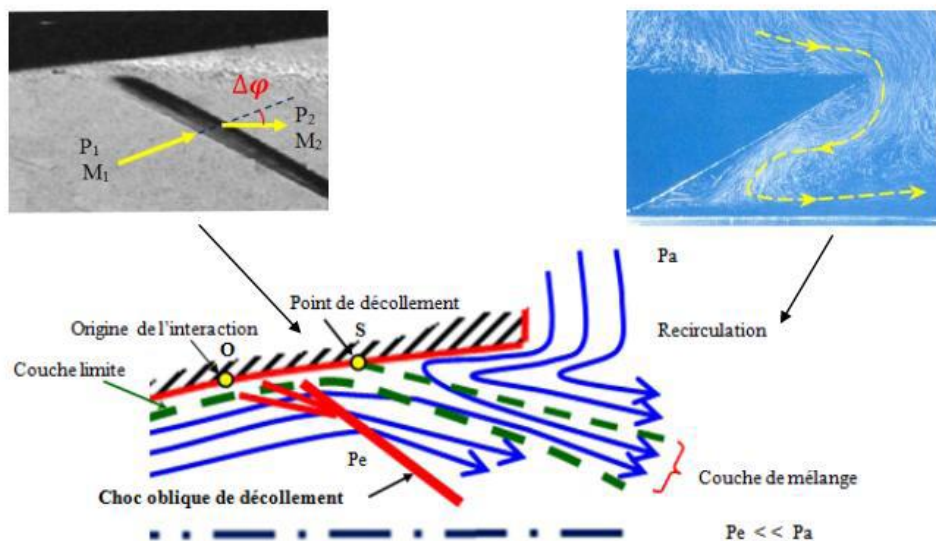 Δφ
P₁
M₁
P₂
M₂
Pa
Point de décollement
Origine de l'interaction
O
S
Recirculation
Couche limite
Pe
Choc oblique de décollement
Couche de mélange
Pe << Pa